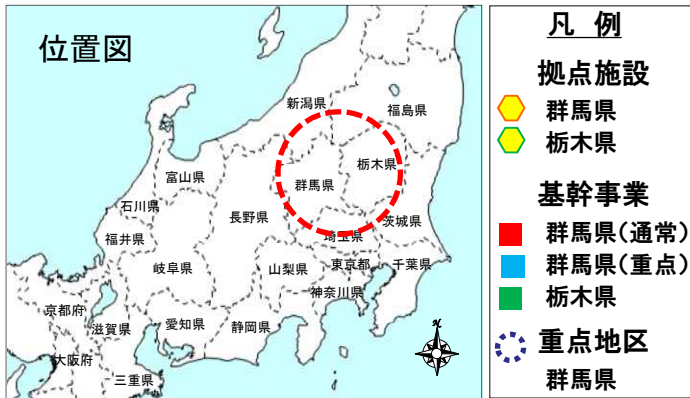 位置図
新潟県
福島県
栃木県
群馬県
富山県
石川県
長野県
茨城県
福井県
埼玉県
岐阜県
山梨県
東京都
千葉県
神奈川県
京都府
滋賀県
愛知県
静岡県
大阪府
三重県
N
凡 例
拠点施設
群馬県
栃木県
基幹事業
群馬県(通常)
群馬県(重点)
栃木県
重点地区
群馬県